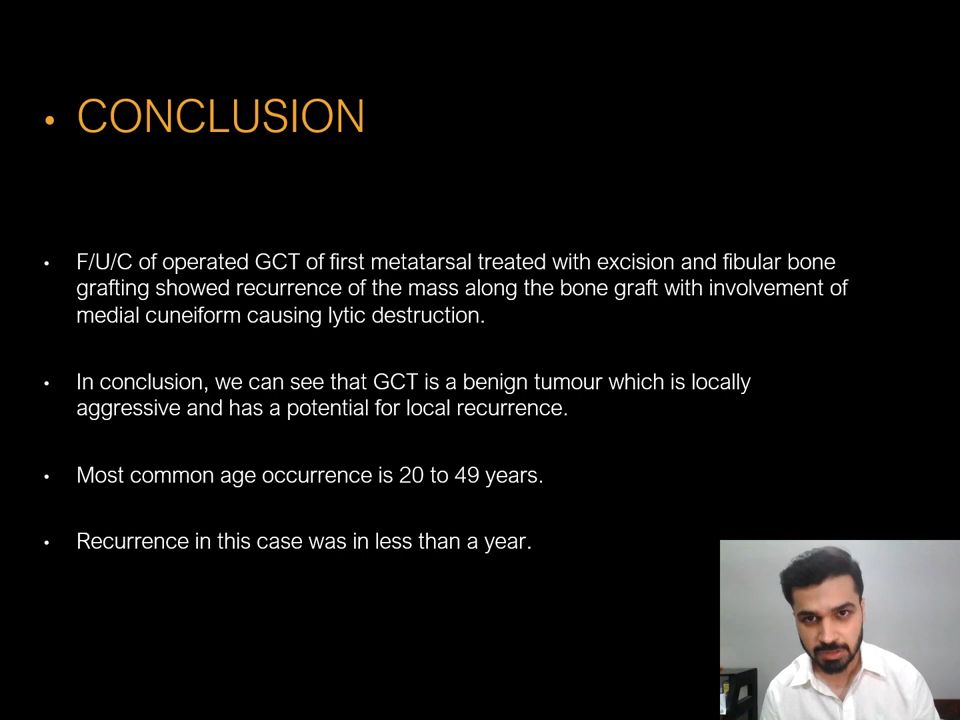 • CONCLUSION
• F/U/C of operated GCT of first metatarsal treated with excision and fibular bone
grafting showed recurrence of the mass along the bone graft with involvement of
medial cuneiform causing lytic destruction.
• In conclusion, we can see that GCT is a benign tumour which is locally
aggressive and has a potential for local recurrence.
• Most common age occurrence is 20 to 49 years.
• Recurrence in this case was in less than a year.